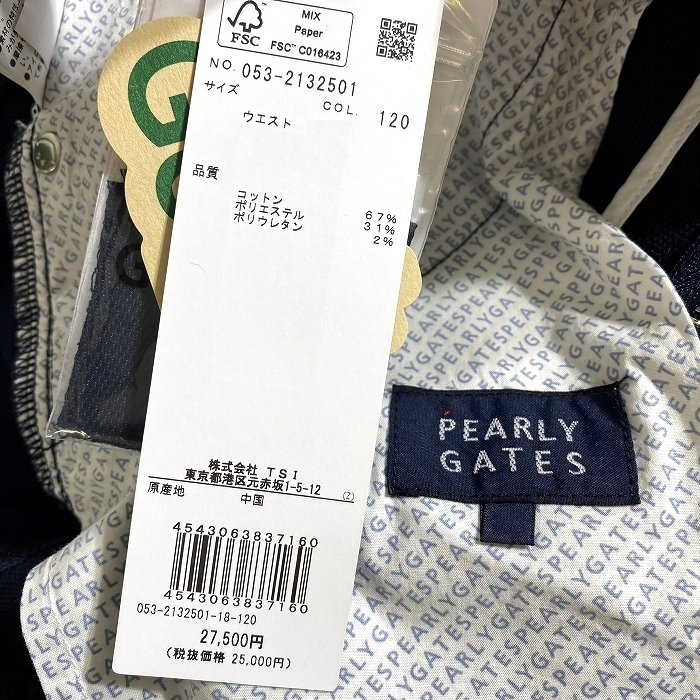 FSC
MIX
Paper
FSC™ C016423
NO. 053-2132501
サイズ
COL. 120
ウエスト
品質
コットン 67%
ポリエステル 31%
ポリウレタン 2%
株式会社 TSI
東京都港区元赤坂1-5-12
(Z)
原産地 中国
4543063837160
4543063837160
053-2132501-18-120
27,500円
(税抜価格 25,000円)
PEARLY
GATES